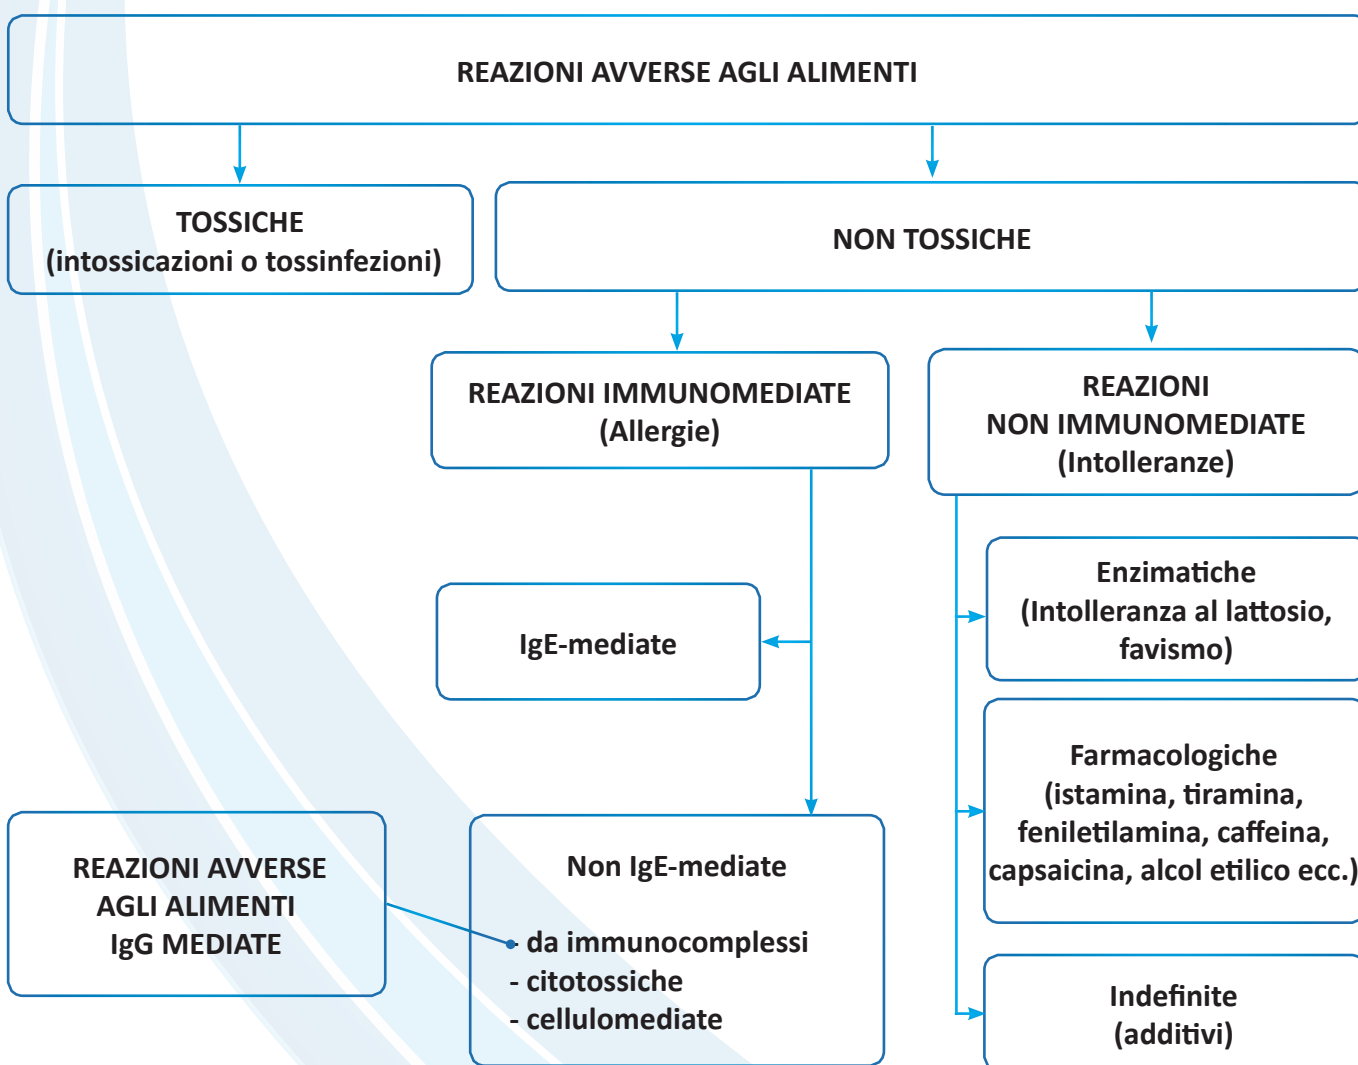 REAZIONI AVVERSE AGLI ALIMENTI
TOSSICHE
(intossicazioni o tossinfezioni)
NON TOSSICHE
REAZIONI IMMUNOMEDIATE
(Allergie)
REAZIONI
NON IMMUNOMEDIATE
(Intolleranze)
IgE-mediate
Enzimatiche
(Intolleranza al lattosio,
favismo)
Farmacologiche
(istamina, tiramina,
feniletilamina, caffeina,
capsaicina, alcol etilico ecc.)
REAZIONI AVVERSE
AGLI ALIMENTI
IgG MEDIATE
Non IgE-mediate
- da immunocomplessi
- citotossiche
- cellulomediate
Indefinite
(additivi)